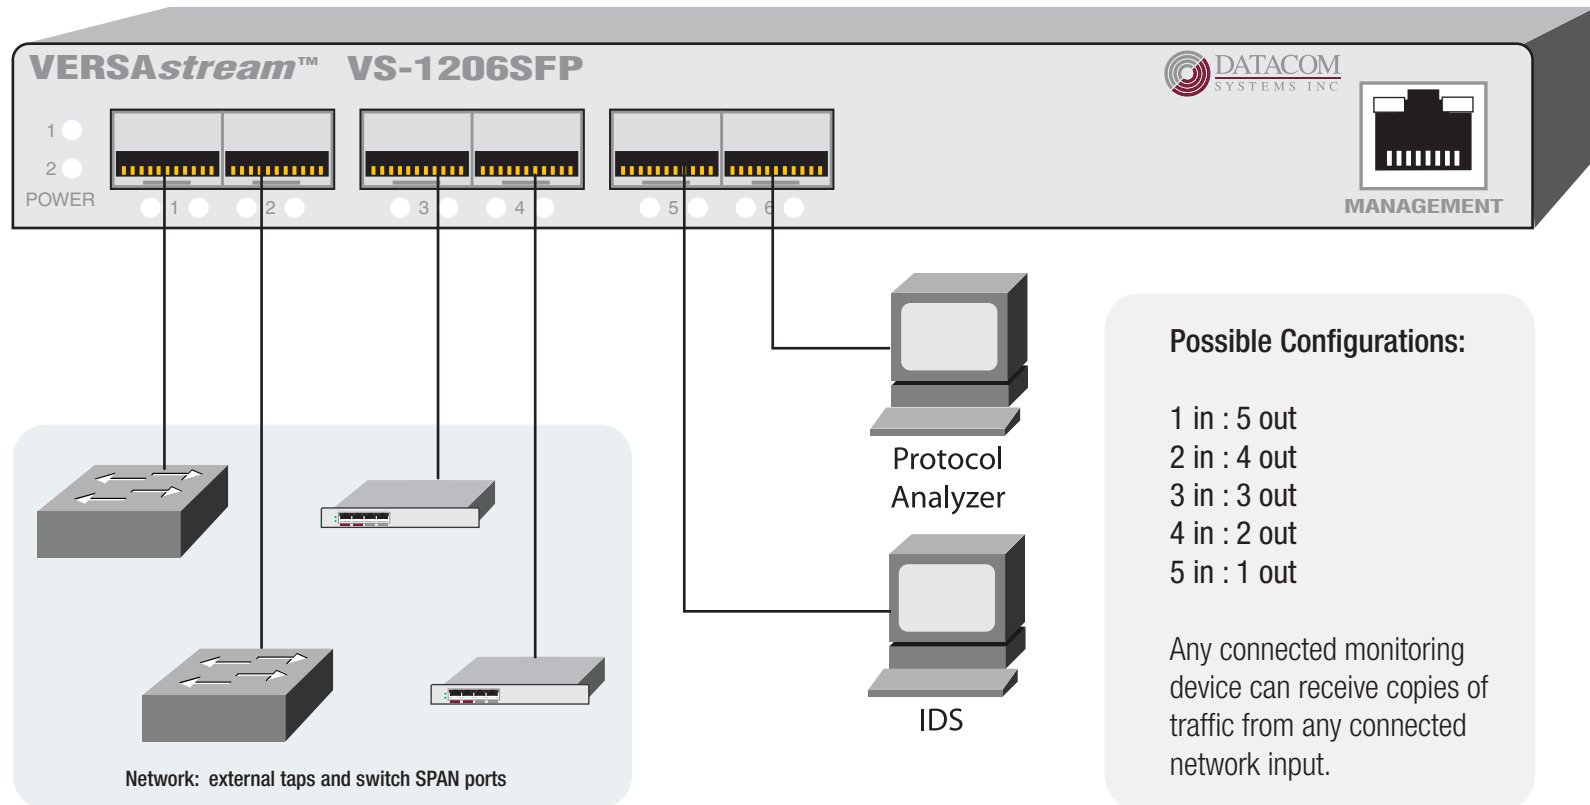 VERSAstream™ VS-1206SFP
DATACOM
SYSTEMS INC
1
2
POWER
1 2 3 4 5 6
MANAGEMENT
Protocol
Analyzer
IDS
Network: external taps and switch SPAN ports
Possible Configurations:
1 in : 5 out
2 in : 4 out
3 in : 3 out
4 in : 2 out
5 in : 1 out
Any connected monitoring
device can receive copies of
traffic from any connected
network input.